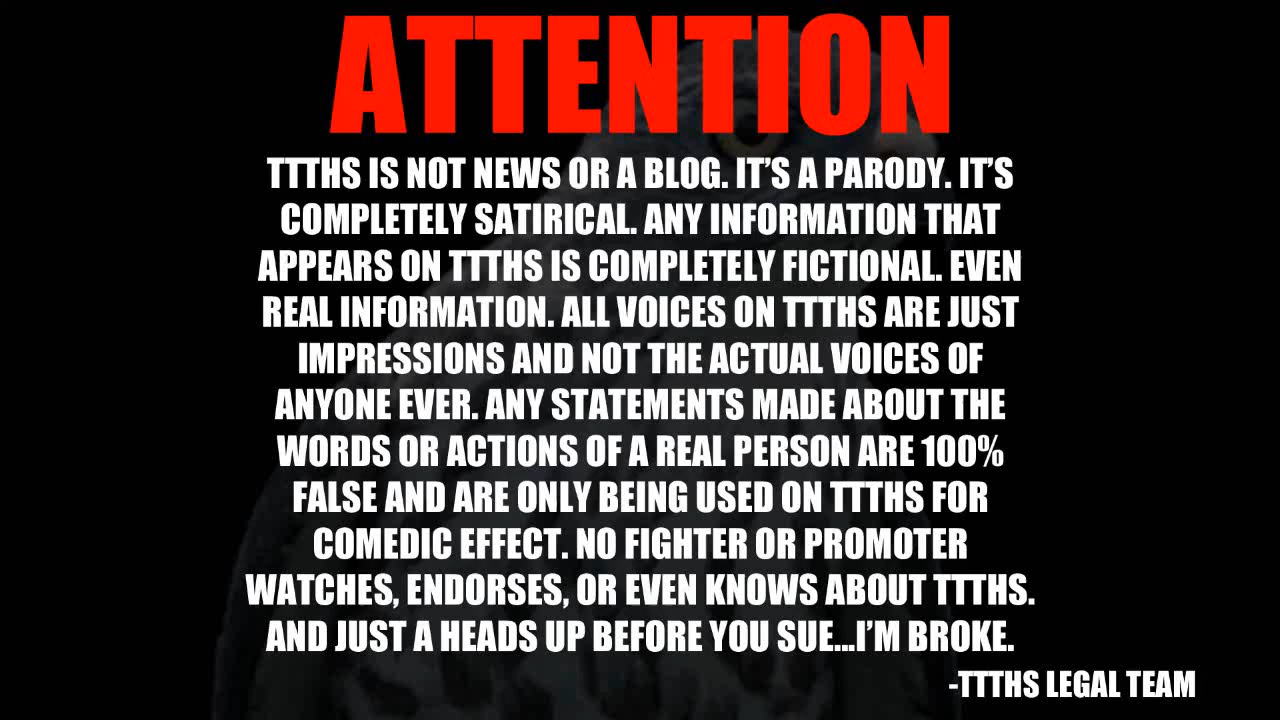 ATTENTION
TTTHS IS NOT NEWS OR A BLOG. IT'S A PARODY. IT'S
COMPLETELY SATIRICAL. ANY INFORMATION THAT
APPEARS ON TTTHS IS COMPLETELY FICTIONAL. EVEN
REAL INFORMATION. ALL VOICES ON TTTHS ARE JUST
IMPRESSIONS AND NOT THE ACTUAL VOICES OF
ANYONE EVER. ANY STATEMENTS MADE ABOUT THE
WORDS OR ACTIONS OF A REAL PERSON ARE 100%
FALSE AND ARE ONLY BEING USED ON TTTHS FOR
COMEDIC EFFECT. NO FIGHTER OR PROMOTER
WATCHES, ENDORSES, OR EVEN KNOWS ABOUT TTTHS.
AND JUST A HEADS UP BEFORE YOU SUE...I'M BROKE.
-TTTHS LEGAL TEAM